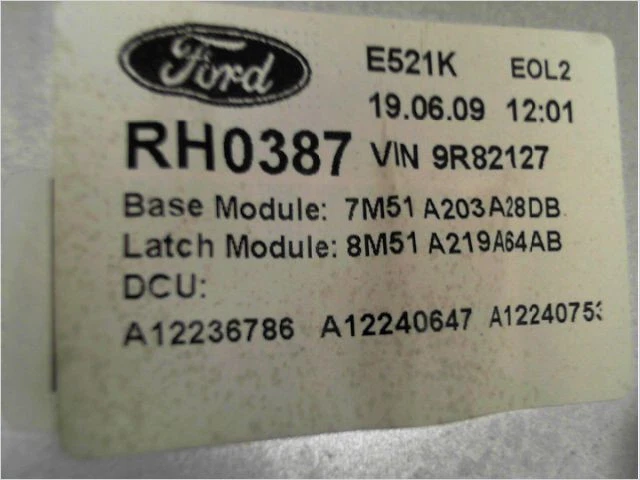 Ford E521K EOL2
19.06.09 12:01
RH0387 VIN 9R82127
Base Module: 7M51 A203A28DB
Latch Module: 8M51 A219A64AB
DCU:
A12236786 A12240647 A12240753